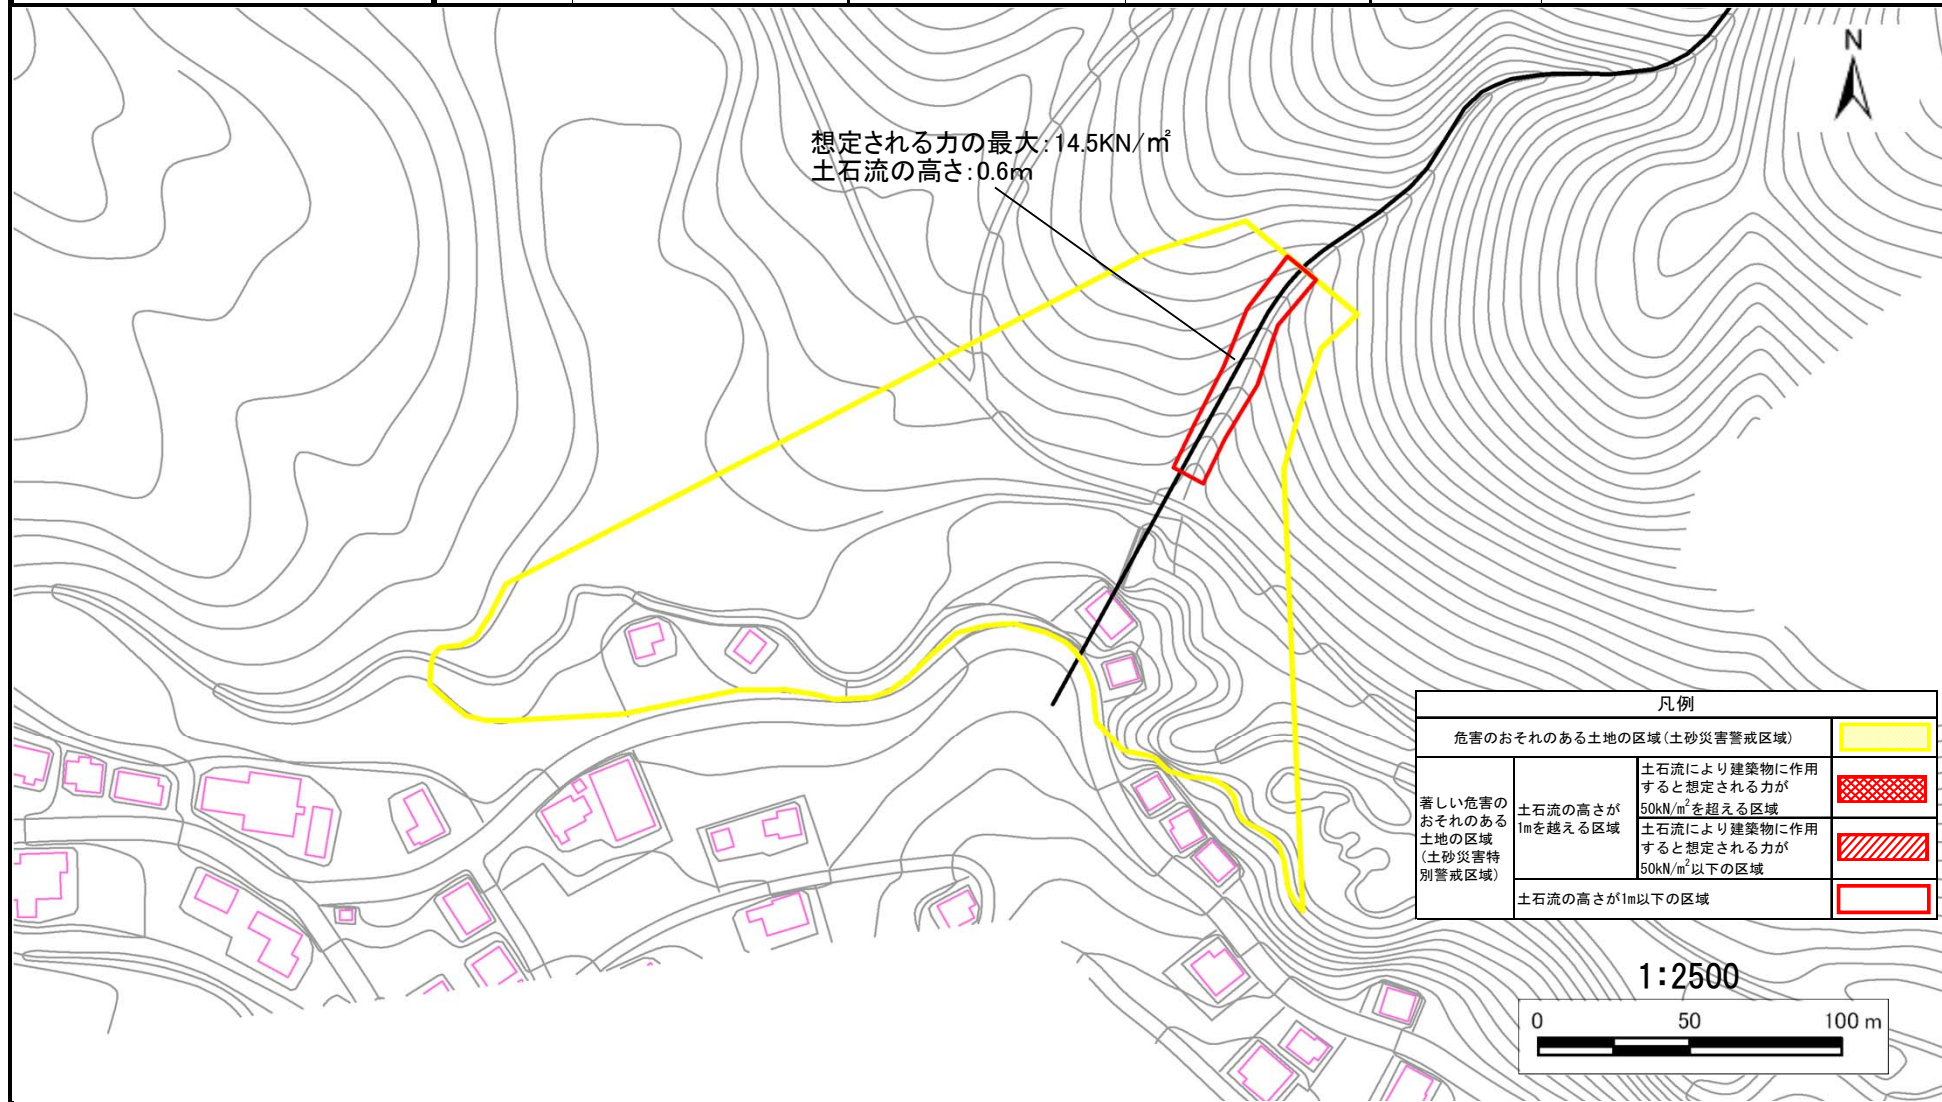 N
想定される力の最大:14.5KN/㎡
土石流の高さ:0.6m
凡例
危害のおそれのある土地の区域(土砂災害警戒区域)
著しい危害の
おそれのある
土地の区域
(土砂災害特
別警戒区域)
土石流の高さが
1mを越える区域
土石流により建築物に作用
すると想定される力が
50kN/m²を超える区域
土石流により建築物に作用
すると想定される力が
50kN/m²以下の区域
土石流の高さが1m以下の区域
1:2500
0 50 100 m